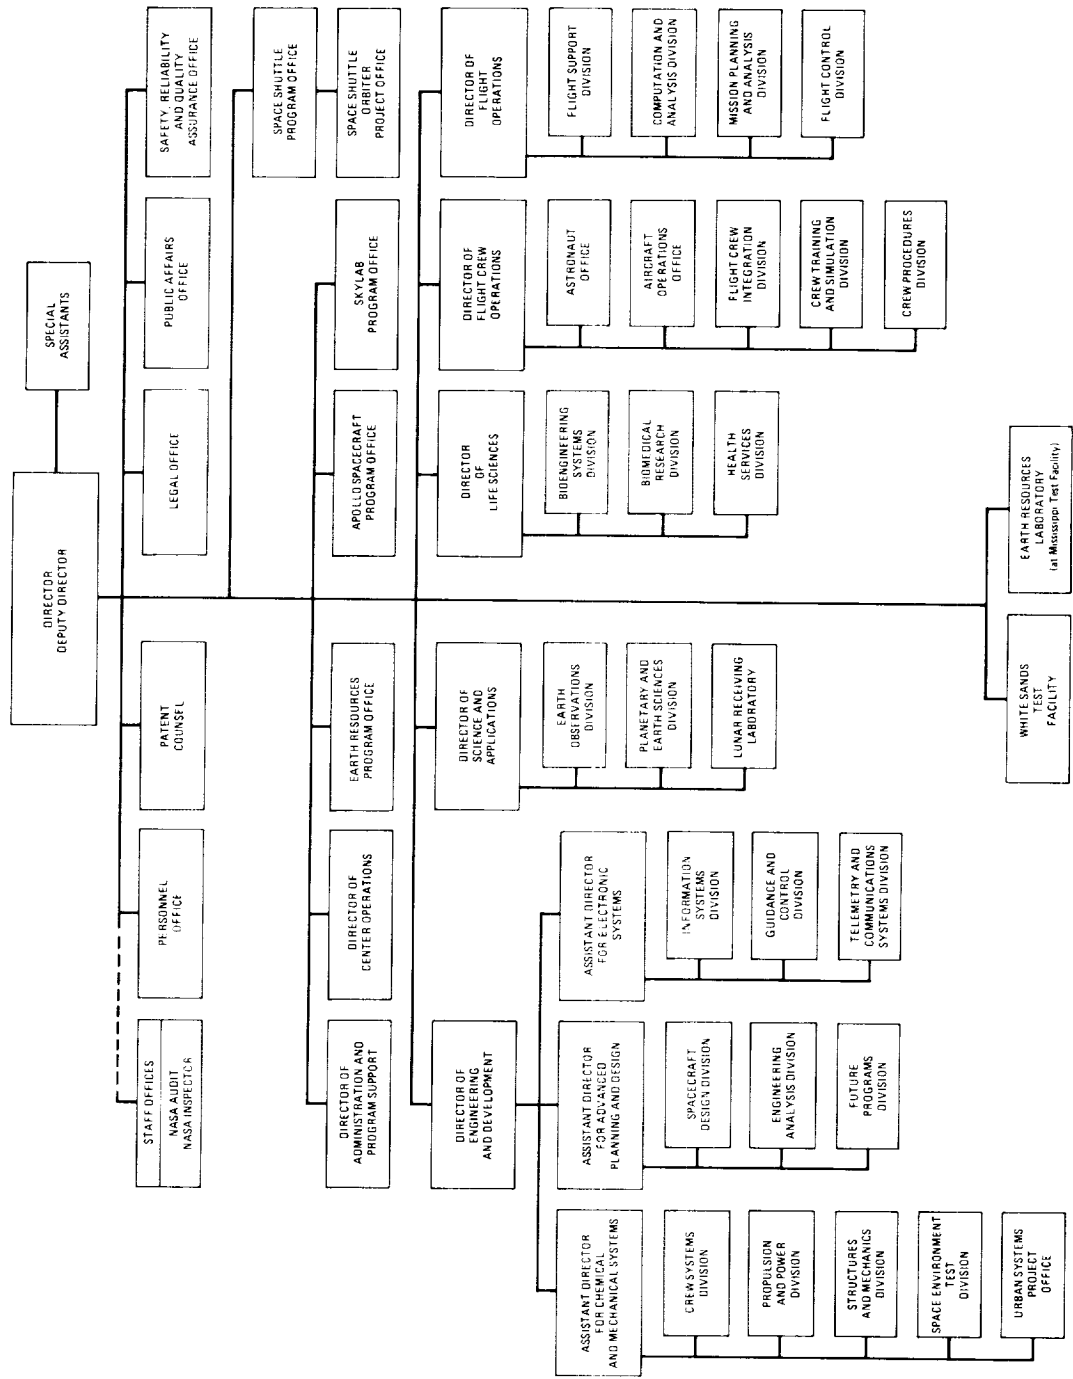 DIRECTOR
DEPUTY DIRECTOR
SPECIAL
ASSISTANTS
STAFF OFFICES
NASA AUDIT
NASA INSPECTOR
PERSONNEL
OFFICE
PATENT
COUNSEL
LEGAL OFFICE
PUBLIC AFFAIRS
OFFICE
SAFETY, RELIABILITY
AND QUALITY
ASSURANCE OFFICE
SPACE SHUTTLE
PROGRAM OFFICE
SPACE SHUTTLE
ORBITER
PROJECT OFFICE
DIRECTOR OF
ADMINISTRATION AND
PROGRAM SUPPORT
DIRECTOR OF
CENTER OPERATIONS
EARTH RESOURCES
PROGRAM OFFICE
APOLLO SPACECRAFT
PROGRAM OFFICE
SKYLAB
PROGRAM OFFICE
DIRECTOR OF
ENGINEERING
AND DEVELOPMENT
DIRECTOR OF
SCIENCE AND
APPLICATIONS
DIRECTOR
OF
LIFE SCIENCES
DIRECTOR OF
FLIGHT CREW
OPERATIONS
DIRECTOR OF
FLIGHT
OPERATIONS
ASSISTANT DIRECTOR
FOR CHEMICAL
AND MECHANICAL SYSTEMS
CREW SYSTEMS
DIVISION
PROPULSION
AND POWER
DIVISION
STRUCTURES
AND MECHANICS
DIVISION
SPACE ENVIRONMENT
TEST
DIVISION
URBAN SYSTEMS
PROJECT
OFFICE
ASSISTANT DIRECTOR
FOR ADVANCED
PLANNING AND DESIGN
SPACECRAFT
DESIGN DIVISION
ENGINEERING
ANALYSIS DIVISION
FUTURE
PROGRAMS
DIVISION
ASSISTANT DIRECTOR
FOR ELECTRONIC
SYSTEMS
INFORMATION
SYSTEMS
DIVISION
GUIDANCE AND
CONTROL
DIVISION
TELEMETRY AND
COMMUNICATIONS
SYSTEMS DIVISION
EARTH
OBSERVATIONS
DIVISION
PLANETARY AND
EARTH SCIENCES
DIVISION
LUNAR RECEIVING
LABORATORY
BIOENGINEERING
SYSTEMS
DIVISION
BIOMEDICAL
RESEARCH
DIVISION
HEALTH
SERVICES
DIVISION
ASTRONAUT
OFFICE
AIRCRAFT
OPERATIONS
OFFICE
FLIGHT CREW
INTEGRATION
DIVISION
CREW TRAINING
AND SIMULATION
DIVISION
CREW PROCEDURES
DIVISION
FLIGHT SUPPORT
DIVISION
COMPUTATION AND
ANALYSIS DIVISION
MISSION PLANNING
AND ANALYSIS
DIVISION
FLIGHT CONTROL
DIVISION
WHITE SANDS
TEST
FACILITY
EARTH RESOURCES
LABORATORY
(at Mississippi Test Facility)